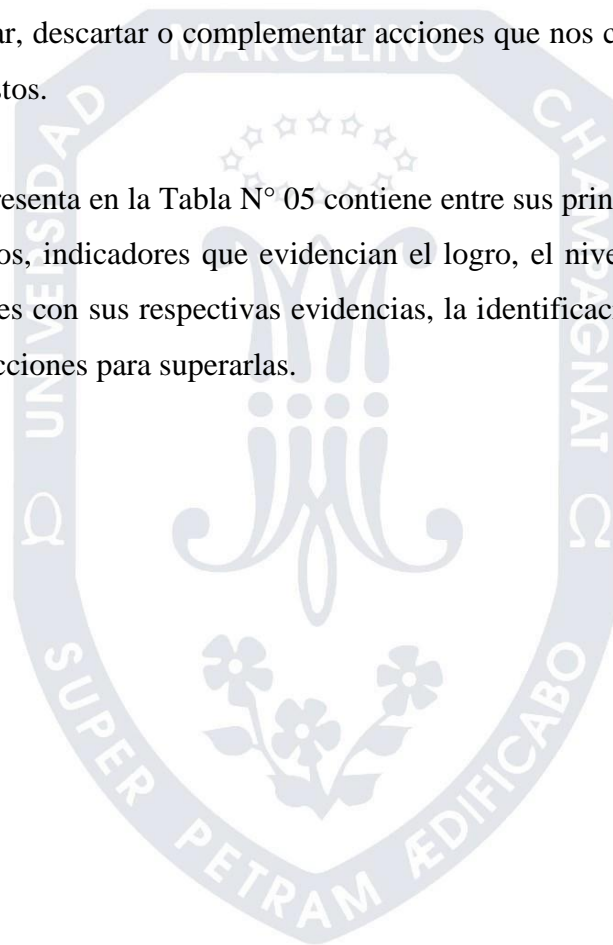 ar, descartar o complementar acciones que nos c
stos.
resenta en la Tabla N° 05 contiene entre sus prin
os, indicadores que evidencian el logro, el nive
es con sus respectivas evidencias, la identificac
cciones para superarlas.
UNIVERSIDAD
MARCELINO
CHAMPAGNAT
Ω
Ω
SUPER PETRAM ÆDIFICABO